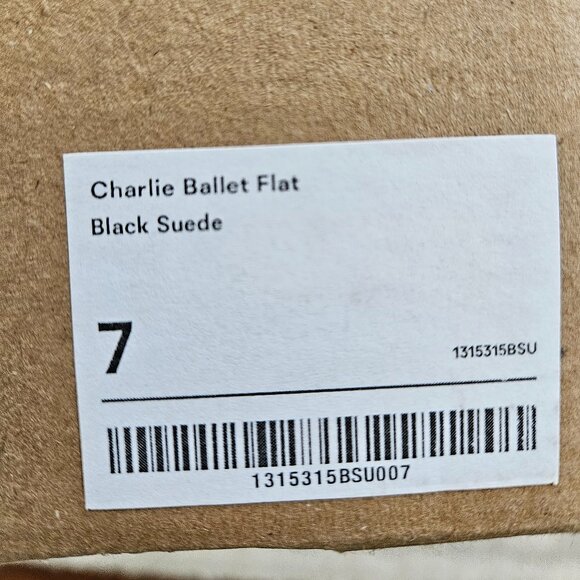 Charlie Ballet Flat
Black Suede
7
1315315BSU
1315315BSU007